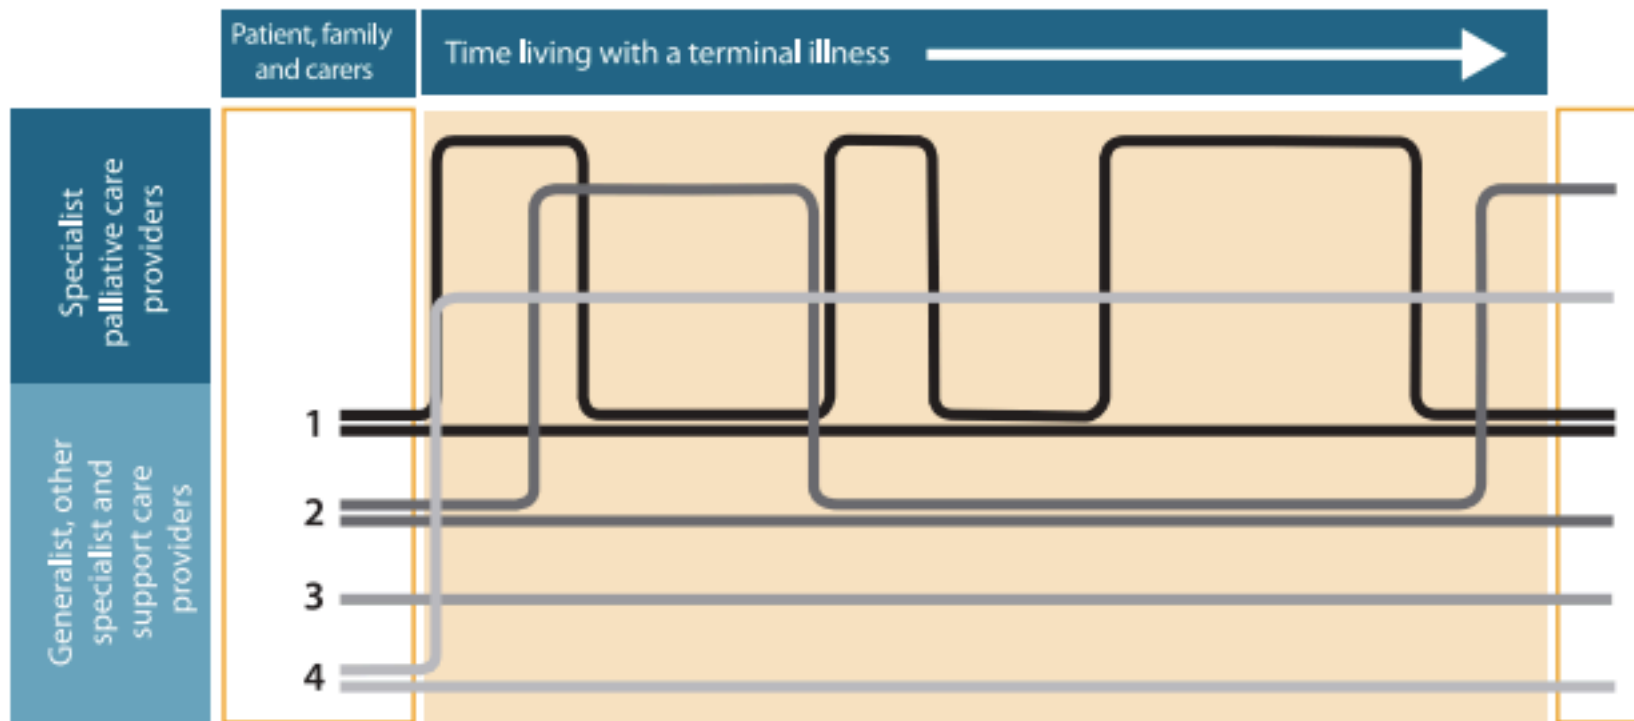 Patient, family
and carers
Time living with a terminal illness
Specialist
palliative care
providers
Generalist, other
specialist and
support care
providers
1
2
3
4